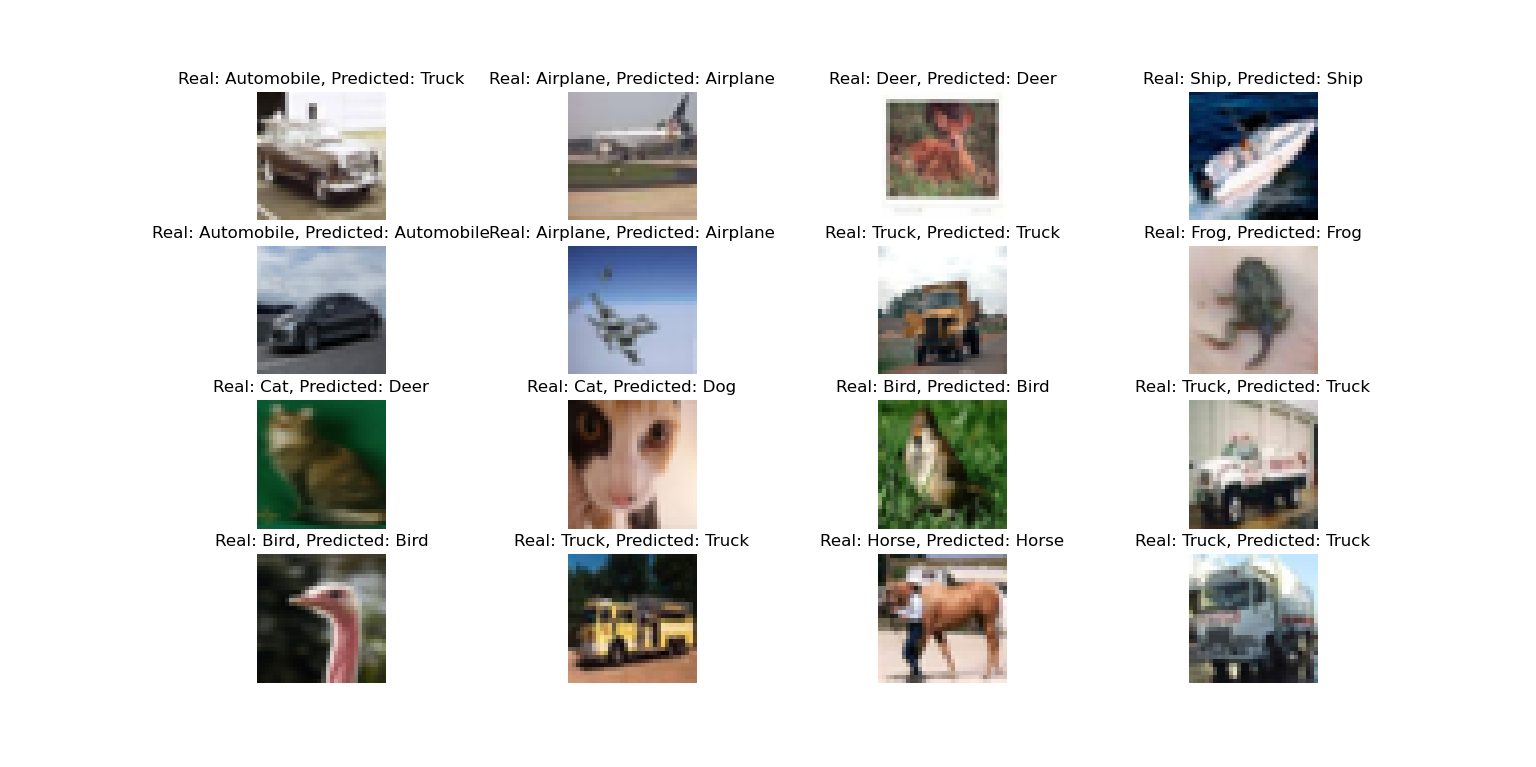 Real: Automobile, Predicted: Truck
Real: Airplane, Predicted: Airplane
Real: Deer, Predicted: Deer
Real: Ship, Predicted: Ship
Real: Automobile, Predicted: Automobile
Real: Airplane, Predicted: Airplane
Real: Truck, Predicted: Truck
Real: Frog, Predicted: Frog
Real: Cat, Predicted: Deer
Real: Cat, Predicted: Dog
Real: Bird, Predicted: Bird
Real: Truck, Predicted: Truck
Real: Bird, Predicted: Bird
Real: Truck, Predicted: Truck
Real: Horse, Predicted: Horse
Real: Truck, Predicted: Truck